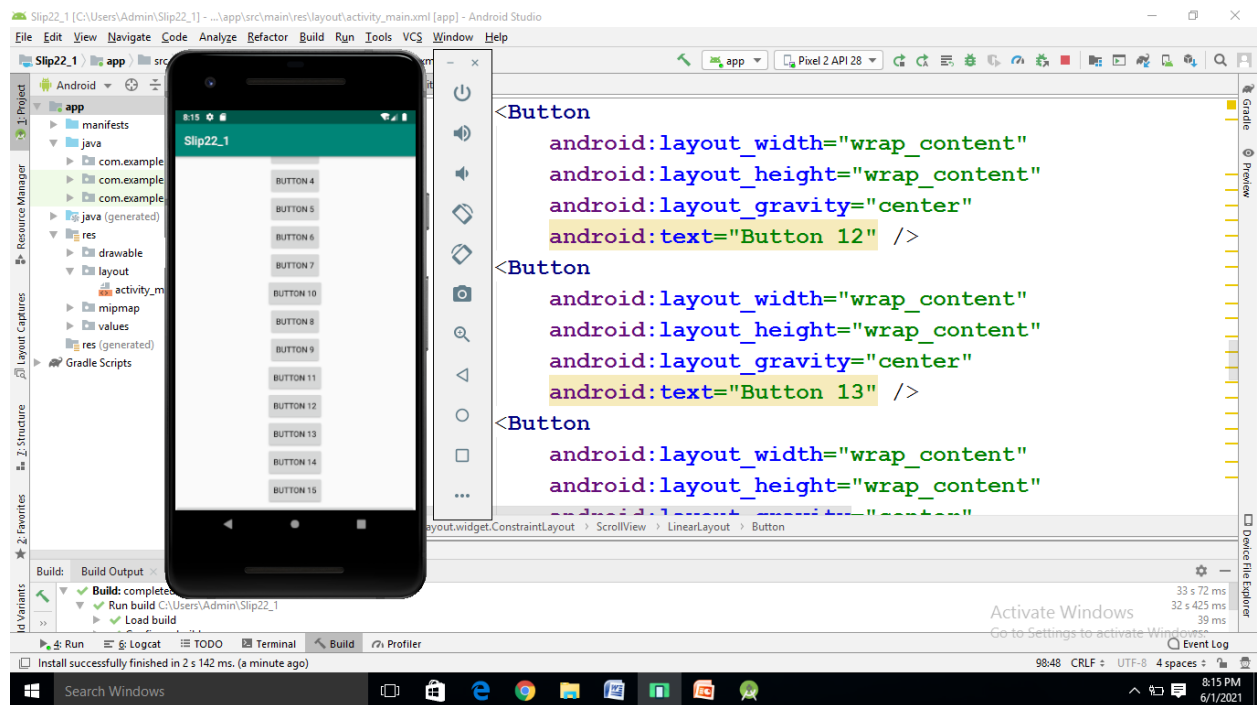 Slip22_1 [C:\Users\Admin\Slip22_1] - ...\app\src\main\res\layout\activity_main.xml [app] - Android Studio
File Edit View Navigate Code Analyze Refactor Build Run Tools VCS Window Help
Slip22_1 app src
app Pixel 2 API 28
Android
app
manifests
java
com.example
com.example
com.example
java (generated)
res
drawable
layout
activity_m
mipmap
values
res (generated)
Gradle Scripts
1: Project
Resource Manager
Layout Captures
Z: Structure
2: Favorites
8:15
Slip22_1
BUTTON 4
BUTTON 5
BUTTON 6
BUTTON 7
BUTTON 10
BUTTON 8
BUTTON 9
BUTTON 11
BUTTON 12
BUTTON 13
BUTTON 14
BUTTON 15
<Button
android:layout_width="wrap_content"
android:layout_height="wrap_content"
android:layout_gravity="center"
android:text="Button 12" />
<Button
android:layout_width="wrap_content"
android:layout_height="wrap_content"
android:layout_gravity="center"
android:text="Button 13" />
<Button
android:layout_width="wrap_content"
android:layout_height="wrap_content"
android:layout_gravity="center"
ayout.widget.ConstraintLayout › ScrollView › LinearLayout › Button
Gradle
Preview
Device File Explorer
Build: Build Output
Build: completed
33 s 72 ms
Run build C:\Users\Admin\Slip22_1
32 s 425 ms
Load build
39 ms
Activate Windows
Go to Settings to activate Windows.
4: Run 6: Logcat TODO Terminal Build Profiler Event Log
Install successfully finished in 2 s 142 ms. (a minute ago)
98:48 CRLF UTF-8 4 spaces
Search Windows
8:15 PM
6/1/2021